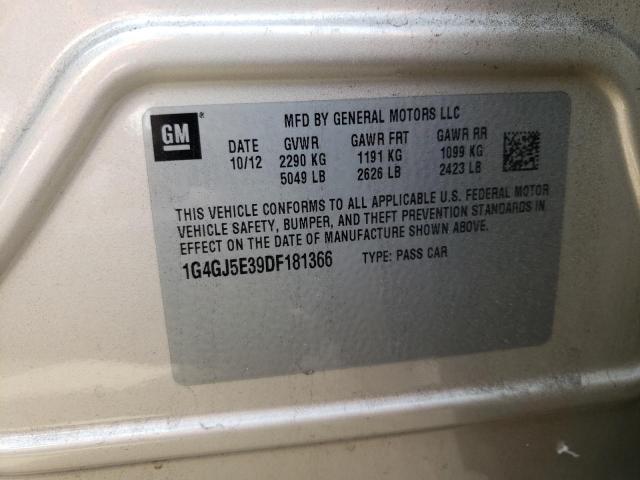 GM
MFD BY GENERAL MOTORS LLC
DATE GVWR GAWR FRT GAWR RR
10/12 2290 KG 1191 KG 1099 KG
5049 LB 2626 LB 2423 LB
THIS VEHICLE CONFORMS TO ALL APPLICABLE U.S. FEDERAL MOTOR
VEHICLE SAFETY, BUMPER, AND THEFT PREVENTION STANDARDS IN
EFFECT ON THE DATE OF MANUFACTURE SHOWN ABOVE.
1G4GJ5E39DF181366 TYPE: PASS CAR